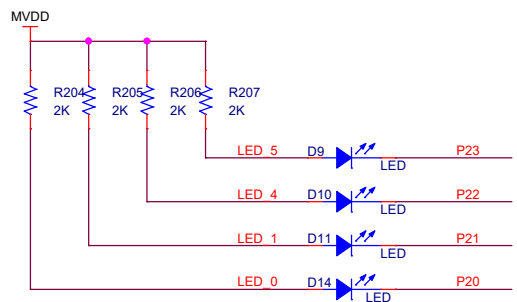 MVDD
R204 R205 R206 R207
2K 2K 2K 2K
LED_5 D9 LED P23
LED_4 D10 LED P22
LED_1 D11 LED P21
LED_0 D14 LED P20